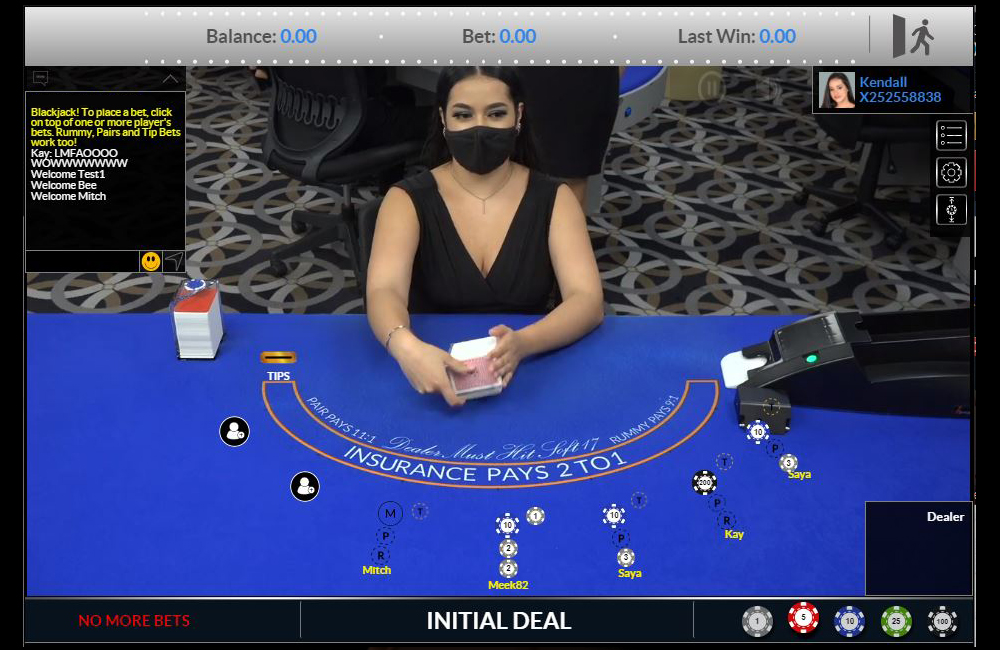 Balance: 0.00
Bet: 0.00
Last Win: 0.00
Kendall
X252558838
Blackjack! To place a bet, click
on top of one or more player's
bets. Rummy, Pairs and Tip Bets
work too!
Kay: LMFAOOOO
WOWWWWWWW
Welcome Test1
Welcome Bee
Welcome Mitch
TIPS
PAIR PAYS 11:1
Dealer Must Hit Soft 17
RUMMY PAYS 9:1
INSURANCE PAYS 2 TO 1
T
10
P
3
Saya
T
200
P
R
Kay
T
10
P
3
Saya
1
10
2
2
Meek82
M
T
P
R
Mitch
Dealer
NO MORE BETS
INITIAL DEAL
1
5
10
25
100